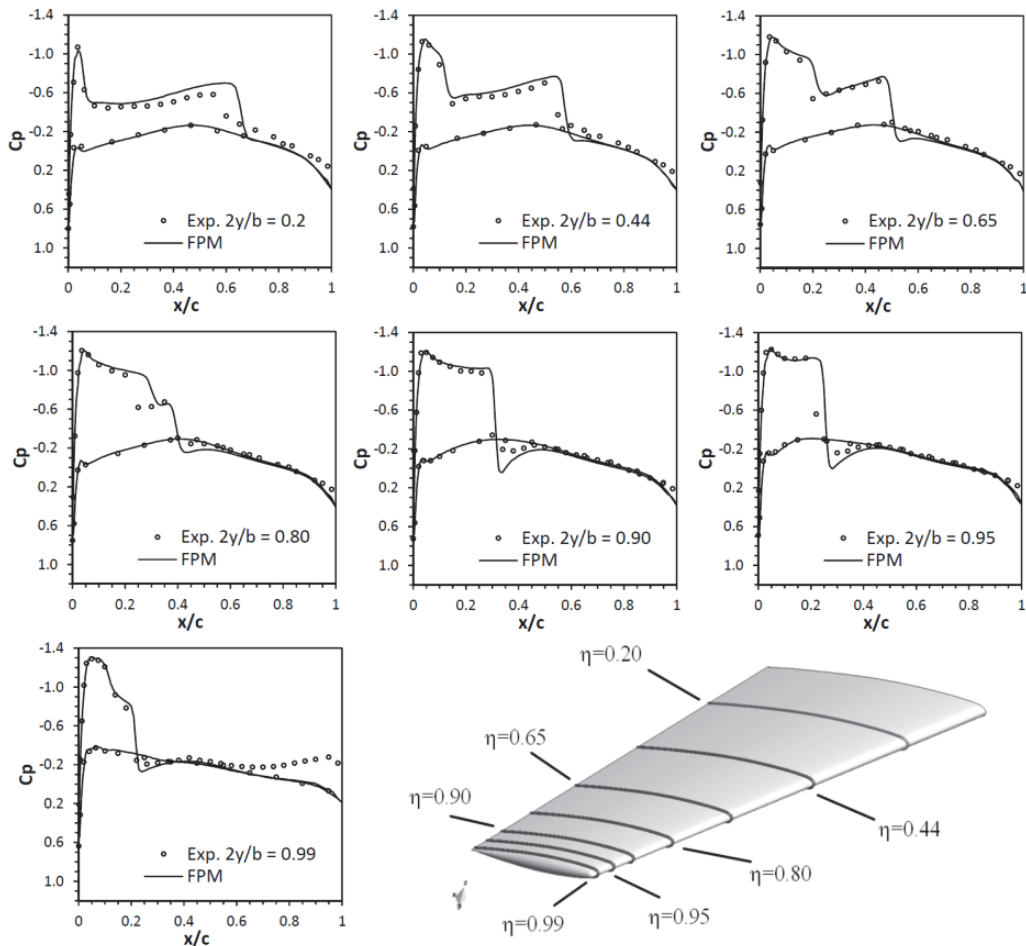 -1.4
-1.0
-0.6
-0.2
0.2
0.6
1.0
Cp
Exp. 2y/b = 0.2
FPM
0 0.2 0.4 0.6 0.8 1
x/c
-1.4
-1.0
-0.6
-0.2
0.2
0.6
1.0
Cp
Exp. 2y/b = 0.44
FPM
0 0.2 0.4 0.6 0.8 1
x/c
-1.4
-1.0
-0.6
-0.2
0.2
0.6
1.0
Cp
Exp. 2y/b = 0.65
FPM
0 0.2 0.4 0.6 0.8 1
x/c
-1.4
-1.0
-0.6
-0.2
0.2
0.6
1.0
Cp
Exp. 2y/b = 0.80
FPM
0 0.2 0.4 0.6 0.8 1
x/c
-1.4
-1.0
-0.6
-0.2
0.2
0.6
1.0
Cp
Exp. 2y/b = 0.90
FPM
0 0.2 0.4 0.6 0.8 1
x/c
-1.4
-1.0
-0.6
-0.2
0.2
0.6
1.0
Cp
Exp. 2y/b = 0.95
FPM
0 0.2 0.4 0.6 0.8 1
x/c
-1.4
-1.0
-0.6
-0.2
0.2
0.6
1.0
Cp
Exp. 2y/b = 0.99
FPM
0 0.2 0.4 0.6 0.8 1
x/c
η=0.20
η=0.65
η=0.90
η=0.44
η=0.80
η=0.95
η=0.99